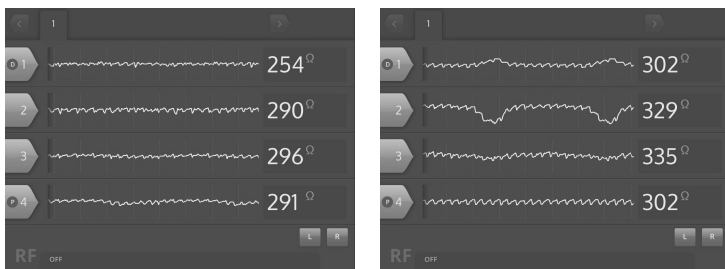 1
D 1 254 Ω
2 290 Ω
3 296 Ω
P 4 291 Ω
L R
RF OFF
1
D 1 302 Ω
2 329 Ω
3 335 Ω
P 4 302 Ω
L R
RF OFF